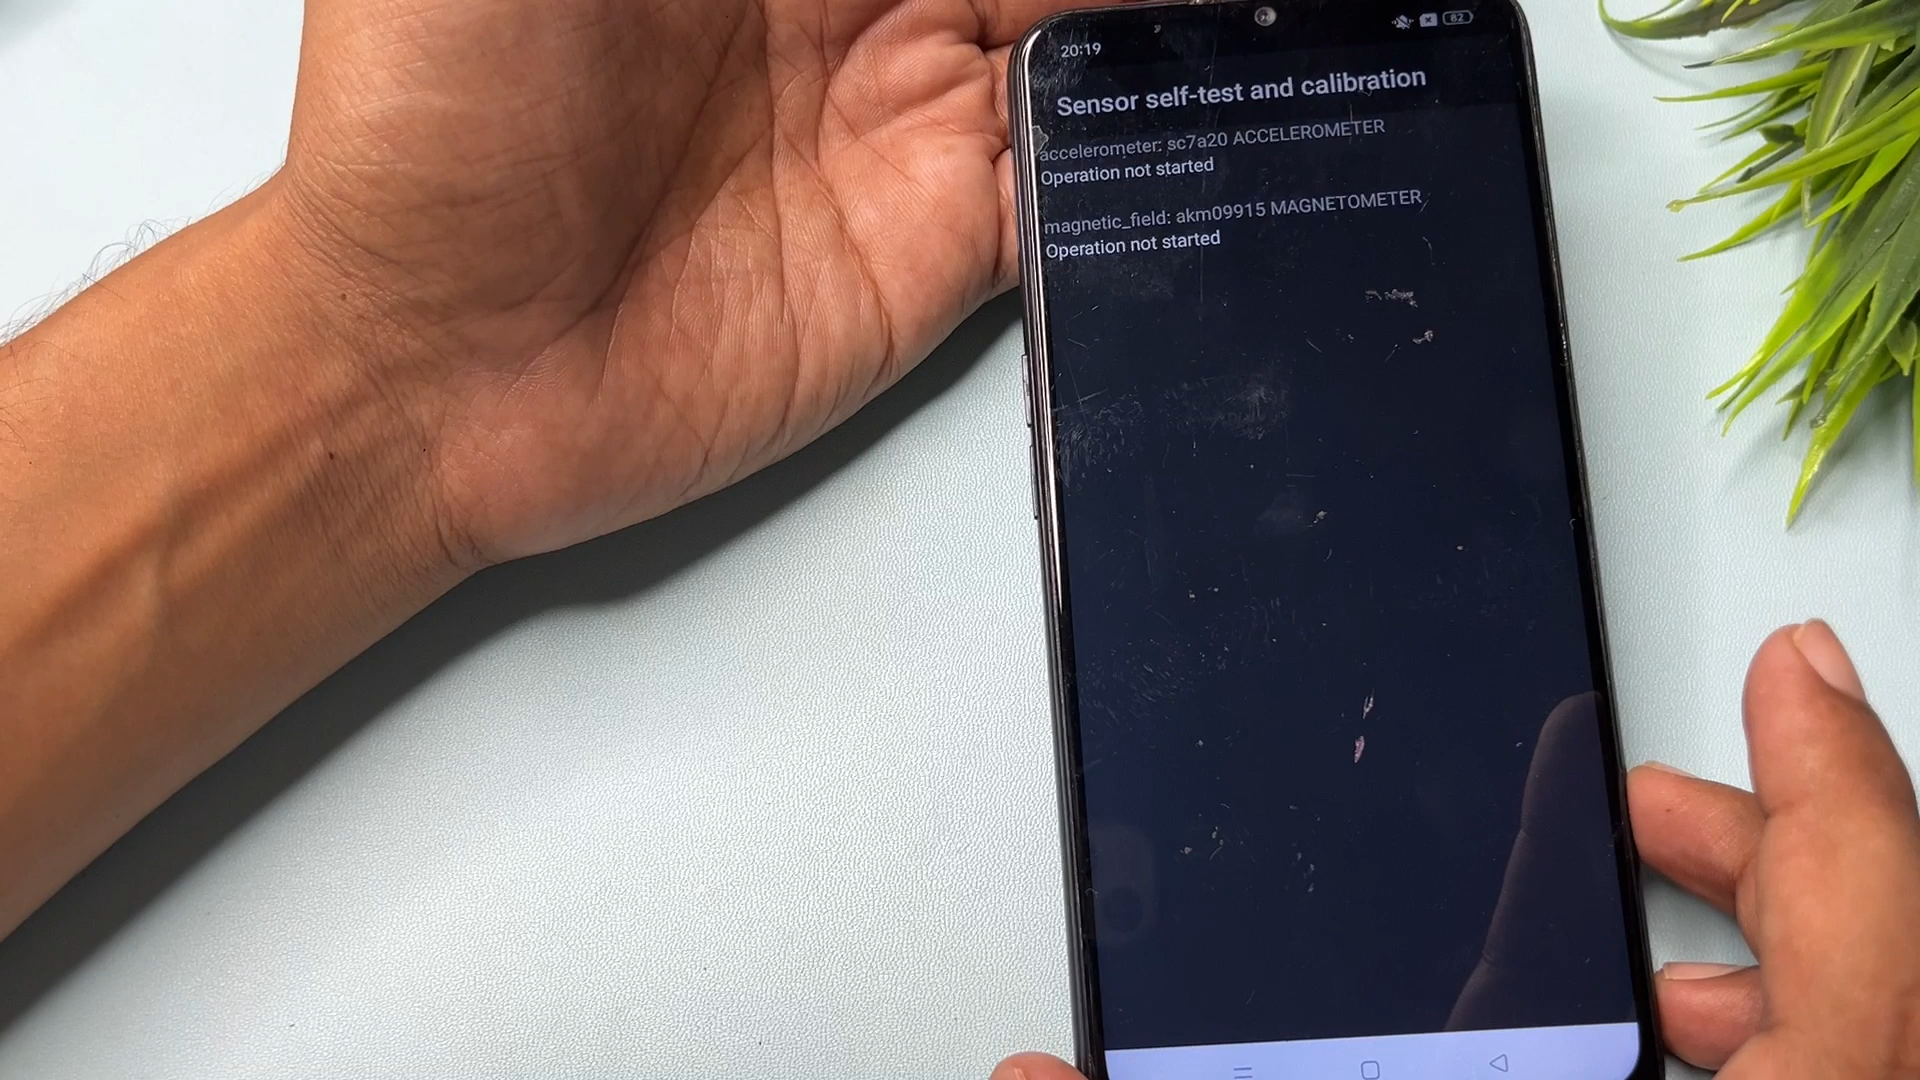 20:19
82
Sensor self-test and calibration
accelerometer: sc7a20 ACCELEROMETER
Operation not started
magnetic_field: akm09915 MAGNETOMETER
Operation not started